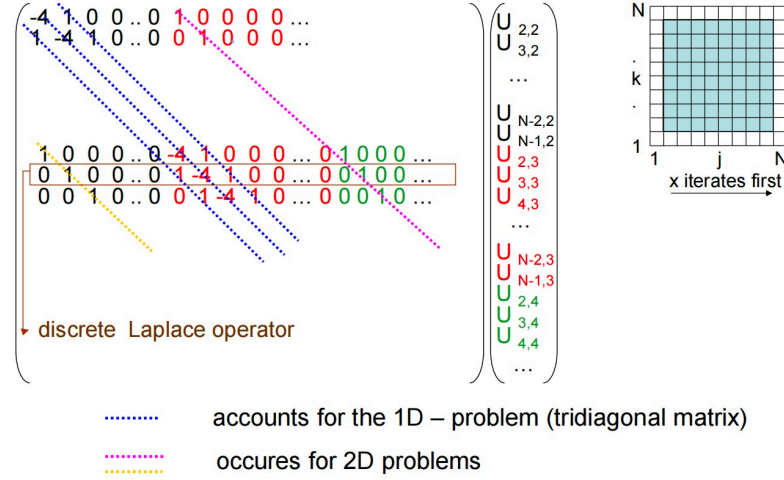 -4 1 0 0 0..0 1 0 0 0 0...
1 -4 1 0..0 0 1 0 0 0...
1 0 0 0..0 -4 1 0 0 0...0 1 0 0 0 ...
0 1 0 0 ..0 1 -4 1 0 0 ...0 0 1 0 0 ...
0 0 1 0 ..0 0 1 -4 1 0 ...0 0 0 1 0 ...
discrete Laplace operator
U 2,2
U 3,2
...
U N-2,2
U N-1,2
U 2,3
U 3,3
U 4,3
...
U N-2,3
U N-1,3
U 2,4
U 3,4
U 4,4
...
N
.
k
.
1
1 j N
x iterates first
accounts for the 1D – problem (tridiagonal matrix)
occures for 2D problems